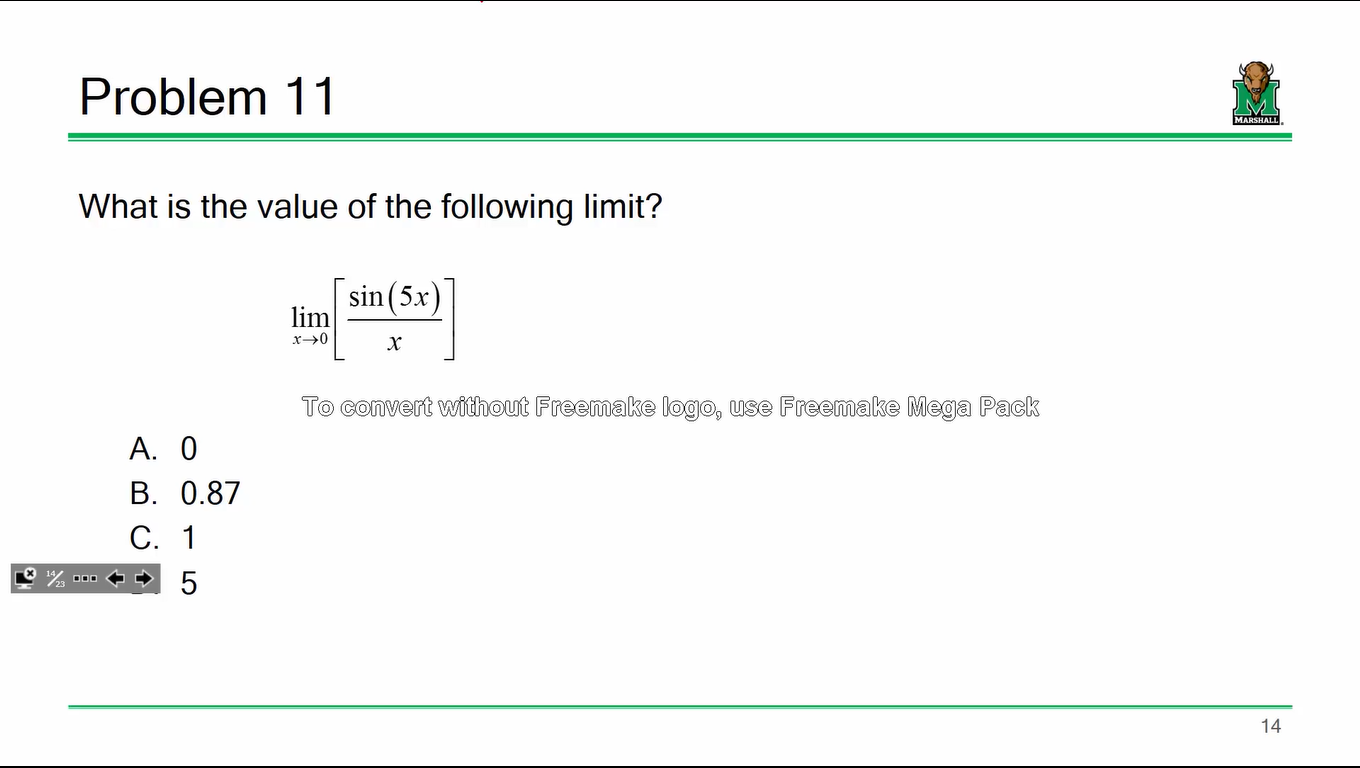 Problem 11
MARSHALL
What is the value of the following limit?
lim x→0 [ sin(5x) / x ]
To convert without Freemake logo, use Freemake Mega Pack
A. 0
B. 0.87
C. 1
14/23
5
14